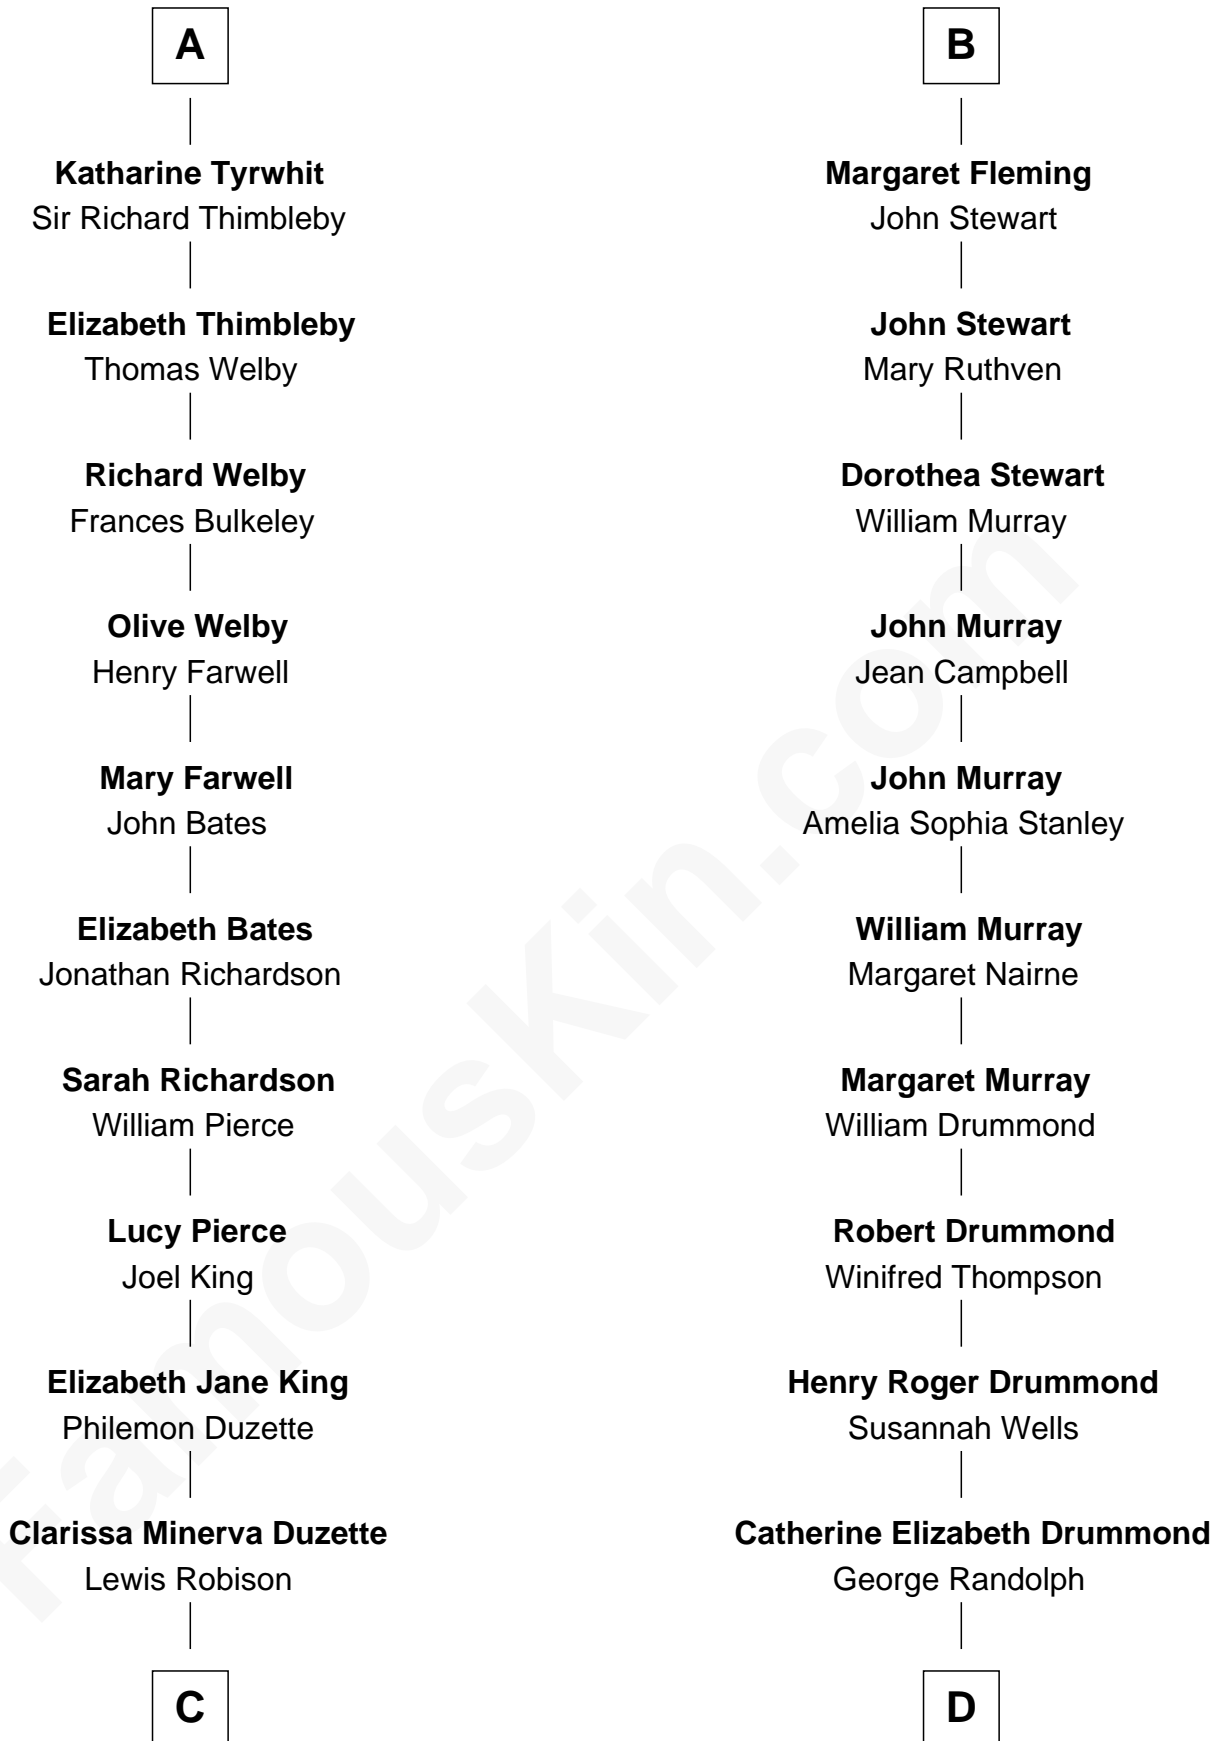 A
Katharine Tyrwhit
Sir Richard Thimbleby
Elizabeth Thimbleby
Thomas Welby
Richard Welby
Frances Bulkeley
Olive Welby
Henry Farwell
Mary Farwell
John Bates
Elizabeth Bates
Jonathan Richardson
Sarah Richardson
William Pierce
Lucy Pierce
Joel King
Elizabeth Jane King
Philemon Duzette
Clarissa Minerva Duzette
Lewis Robison
C
B
Margaret Fleming
John Stewart
John Stewart
Mary Ruthven
Dorothea Stewart
William Murray
John Murray
Jean Campbell
John Murray
Amelia Sophia Stanley
William Murray
Margaret Nairne
Margaret Murray
William Drummond
Robert Drummond
Winifred Thompson
Henry Roger Drummond
Susannah Wells
Catherine Elizabeth Drummond
George Randolph
D
FamousKin.com